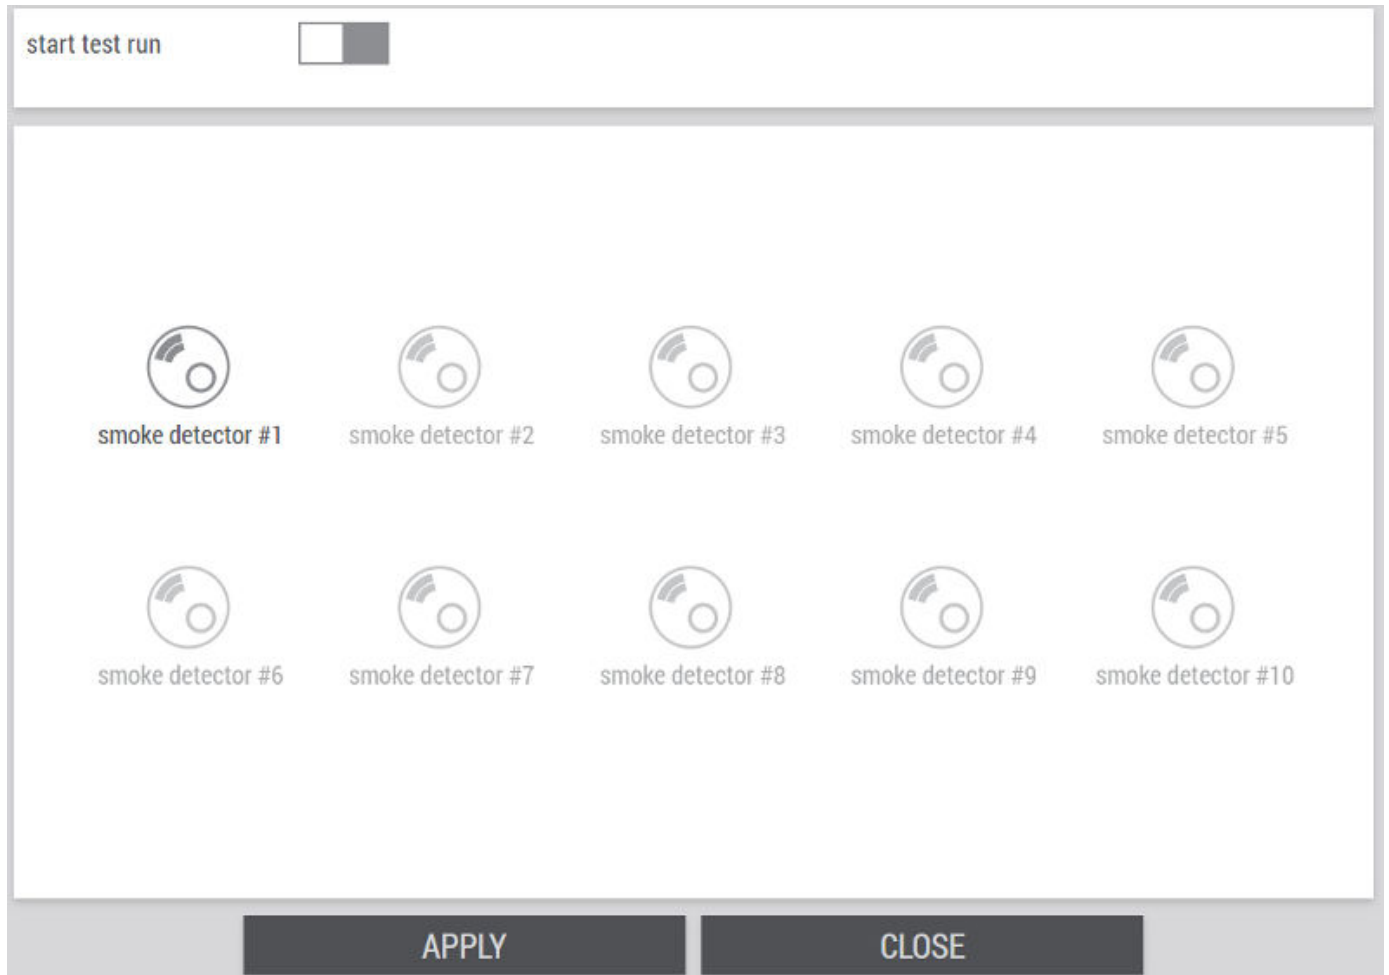 start test run
smoke detector #1 smoke detector #2 smoke detector #3 smoke detector #4 smoke detector #5
smoke detector #6 smoke detector #7 smoke detector #8 smoke detector #9 smoke detector #10
APPLY CLOSE